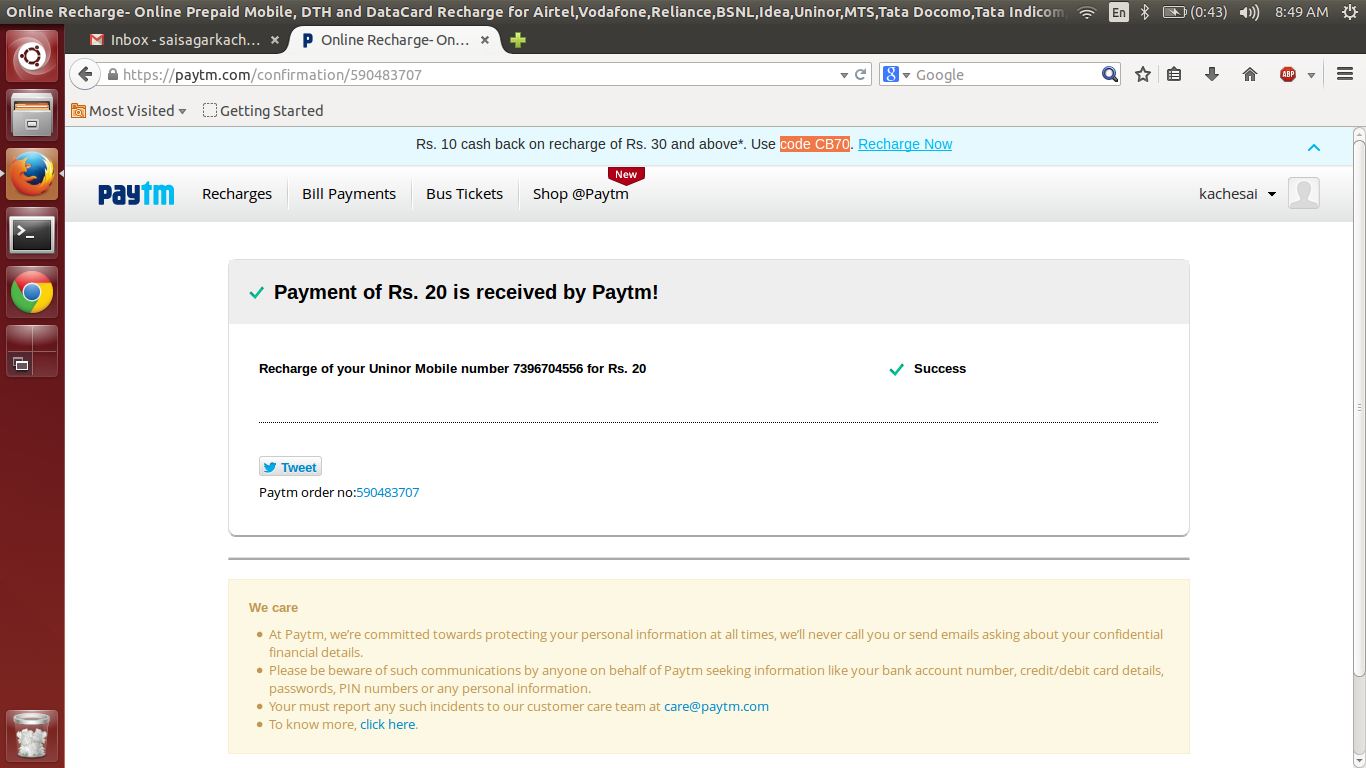 Online Recharge- Online Prepaid Mobile, DTH and DataCard Recharge for Airtel,Vodafone,Reliance,BSNL,Idea,Uninor,MTS,Tata Docomo,Tata Indicom
En
(0:43)
8:49 AM
Inbox - saisagarkach...
Online Recharge- On...
https://paytm.com/confirmation/590483707
8
Google
ABP
Most Visited
Getting Started
Rs. 10 cash back on recharge of Rs. 30 and above*. Use code CB70. Recharge Now
New
paytm
Recharges
Bill Payments
Bus Tickets
Shop @Paytm
kachesai
Payment of Rs. 20 is received by Paytm!
Recharge of your Uninor Mobile number 7396704556 for Rs. 20
Success
Tweet
Paytm order no:590483707
We care
At Paytm, we're committed towards protecting your personal information at all times, we'll never call you or send emails asking about your confidential
financial details.
Please be beware of such communications by anyone on behalf of Paytm seeking information like your bank account number, credit/debit card details,
passwords, PIN numbers or any personal information.
Your must report any such incidents to our customer care team at care@paytm.com
To know more, click here.